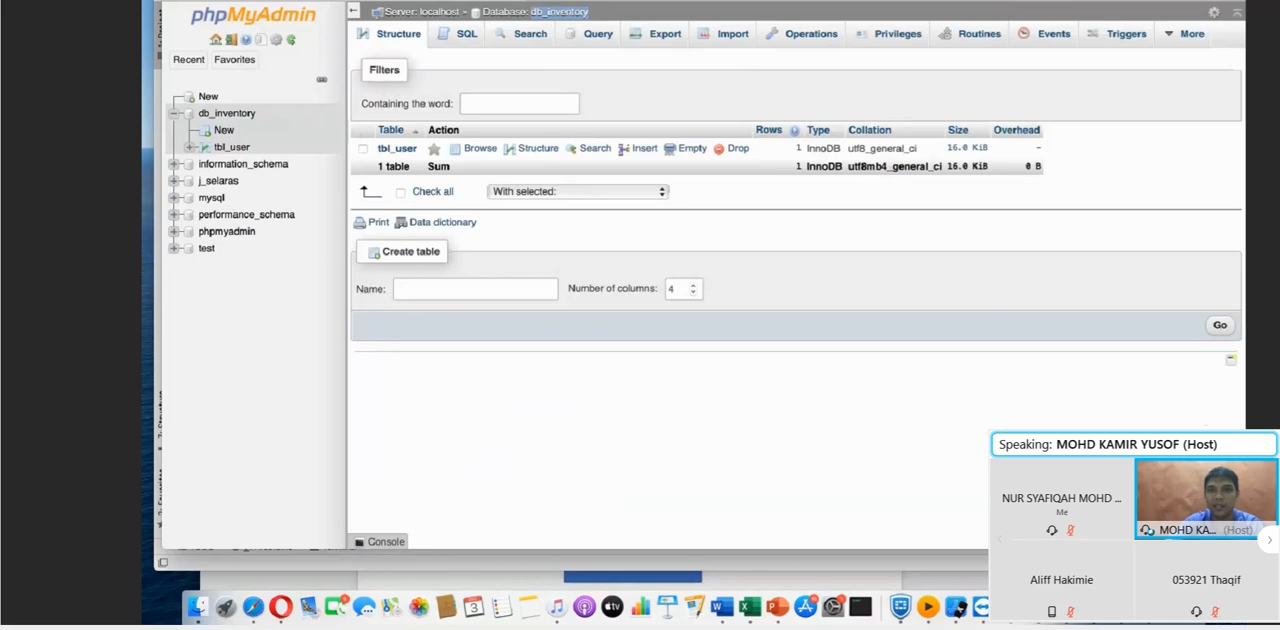 phpMyAdmin
Recent Favorites
New
db_inventory
New
tbl_user
information_schema
j_selaras
mysql
performance_schema
phpmyadmin
test
Server: localhost » Database: db_inventory
Structure SQL Search Query Export Import Operations Privileges Routines Events Triggers More
Filters
Containing the word:
Table Action Rows Type Collation Size Overhead
tbl_user Browse Structure Search Insert Empty Drop 1 InnoDB utf8_general_ci 16.0 KiB -
1 table Sum 1 InnoDB utf8mb4_general_ci 16.0 KiB 0 B
Check all With selected:
Print Data dictionary
Create table
Name: Number of columns: 4
Go
Console
Speaking: MOHD KAMIR YUSOF (Host)
NUR SYAFIQAH MOHD ...
Me
MOHD KA... (Host)
Aliff Hakimie
053921 Thaqif
3